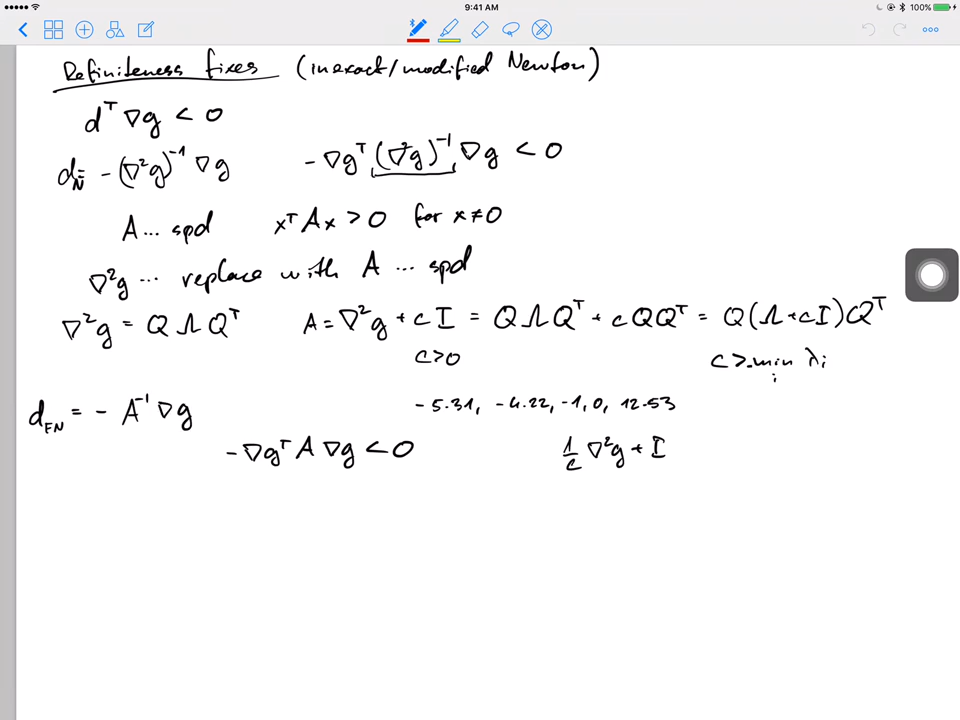 9:41 AM
100%
Definiteness fixes (inexact/modified Newton)
dᵀ ∇g < 0
d_N = -(∇²g)⁻¹ ∇g    -∇gᵀ (∇²g)⁻¹ ∇g < 0
A... spd    xᵀAx > 0 for x≠0
∇²g ... replace with A ... spd
∇²g = QΛQᵀ    A = ∇²g + cI = QΛQᵀ + cQQᵀ = Q(Λ+cI)Qᵀ
c>0    c > -min_i λᵢ
d_FN = -A⁻¹∇g    -5.31, -4.22, -1, 0, 12.53
-∇gᵀ A ∇g < 0    1/c ∇²g + I